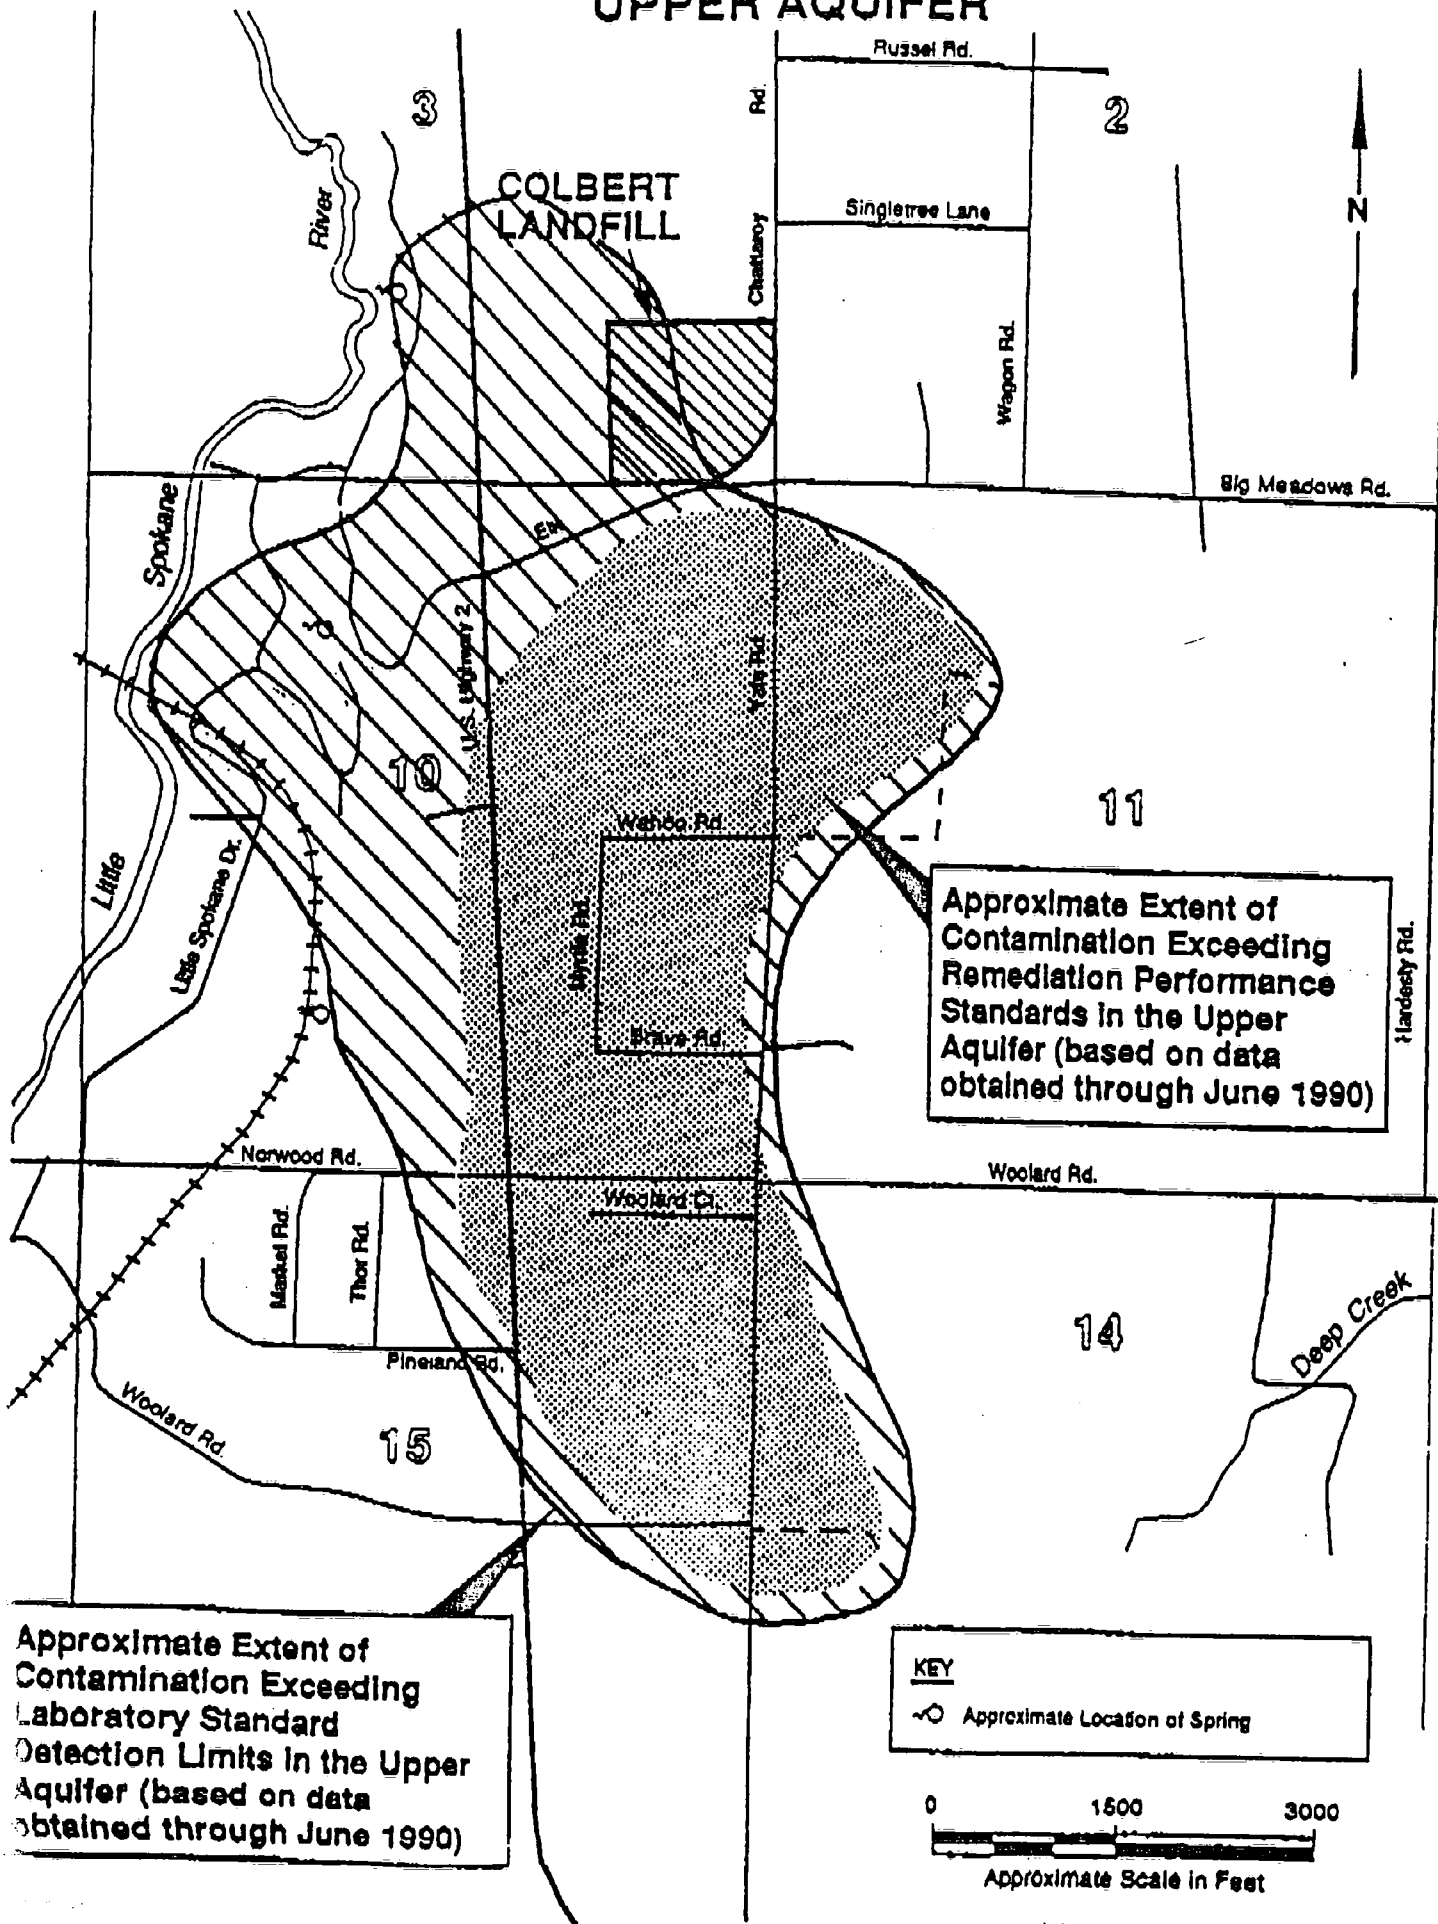 UPPER AQUIFER
Russel Rd.
3
Rd.
2
COLBERT
LANDFILL
River
Chattaroy
Singletree Lane
N
Wagon Rd.
Big Meadows Rd.
Spokane
Elk
U.S. Highway 2
Yale Rd
10
11
Wahoo Rd.
Little
Little Spokane Dr.
Approximate Extent of
Contamination Exceeding
Remediation Performance
Standards in the Upper
Aquifer (based on data
obtained through June 1990)
Hardesty Rd.
Brave Rd.
Norwood Rd.
Woolard Rd.
Woolard Ct.
Market Rd.
Thor Rd.
14
Deep Creek
Pineland Rd.
Woolard Rd.
15
Approximate Extent of
Contamination Exceeding
Laboratory Standard
Detection Limits in the Upper
Aquifer (based on data
obtained through June 1990)
KEY
Approximate Location of Spring
0 1500 3000
Approximate Scale in Feet